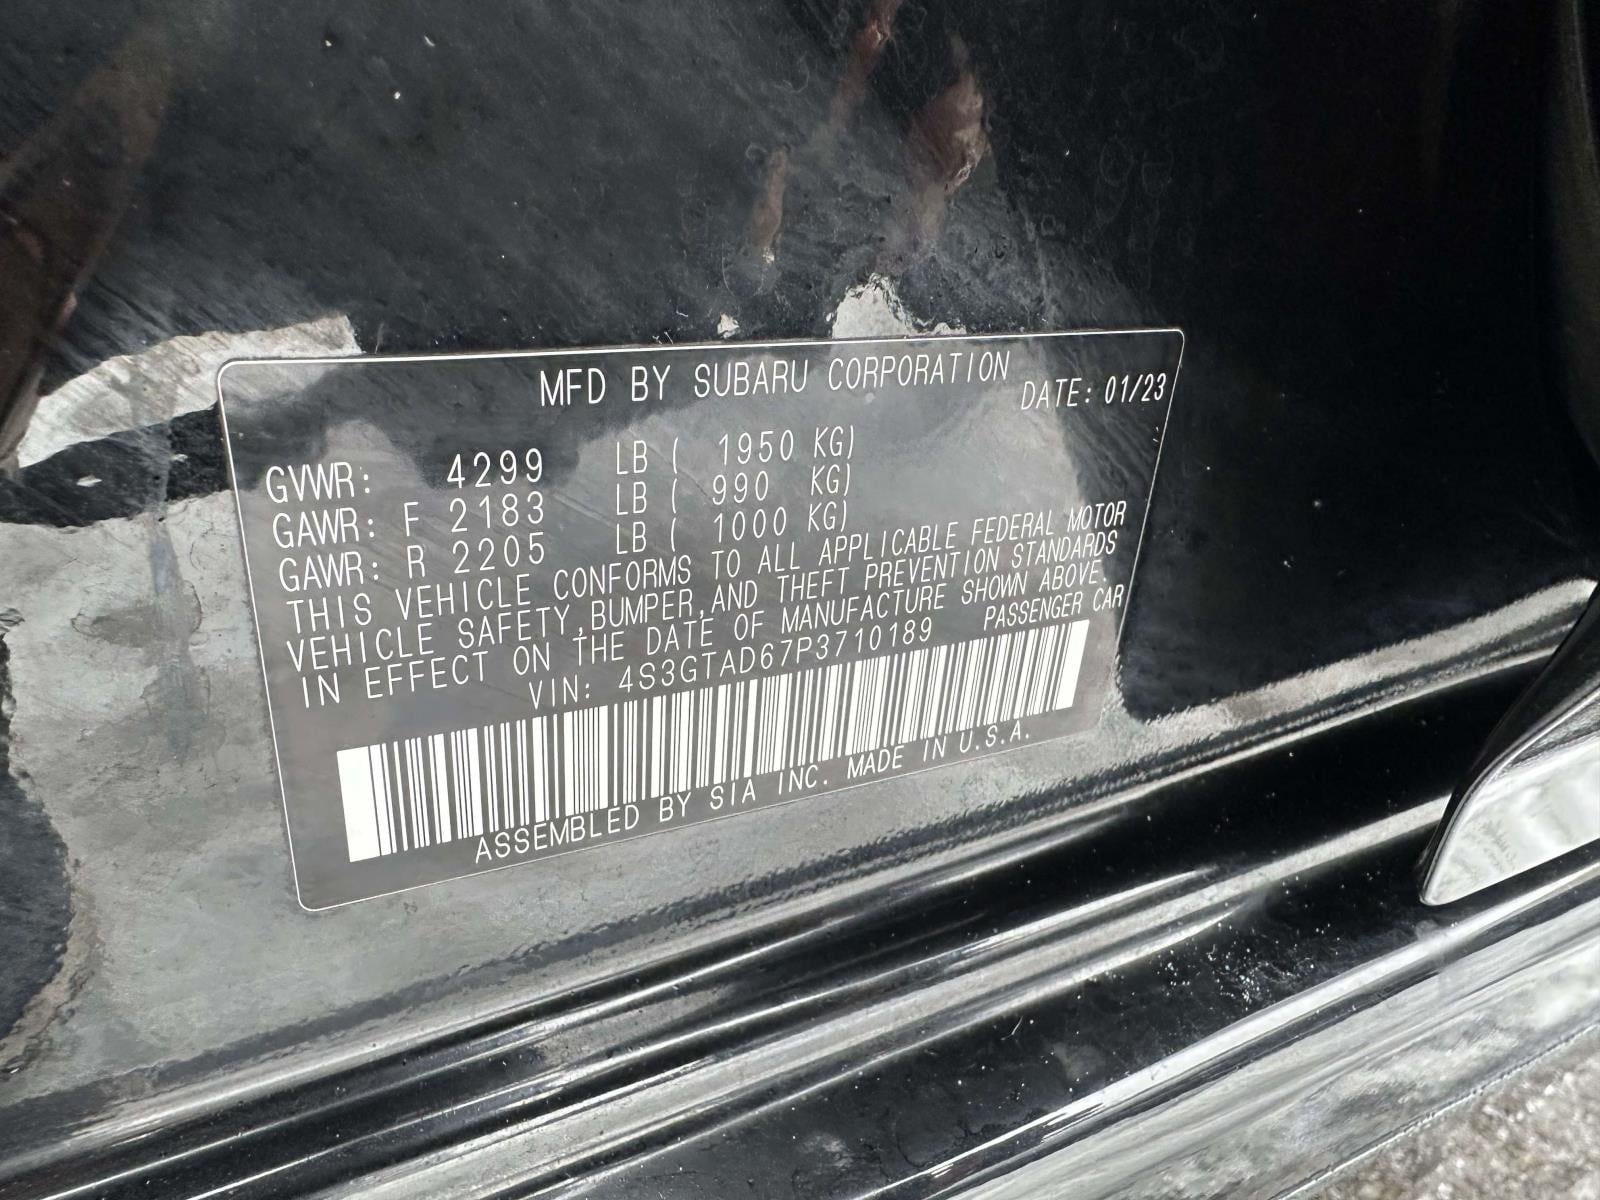 MFD BY SUBARU CORPORATION DATE: 01/23
GVWR: 4299 LB ( 1950 KG)
GAWR: F 2183 LB ( 990 KG)
GAWR: R 2205 LB ( 1000 KG)
THIS VEHICLE CONFORMS TO ALL APPLICABLE FEDERAL MOTOR
VEHICLE SAFETY, BUMPER, AND THEFT PREVENTION STANDARDS
IN EFFECT ON THE DATE OF MANUFACTURE SHOWN ABOVE.
VIN: 4S3GTAD67P3710189 PASSENGER CAR
ASSEMBLED BY SIA INC. MADE IN U.S.A.